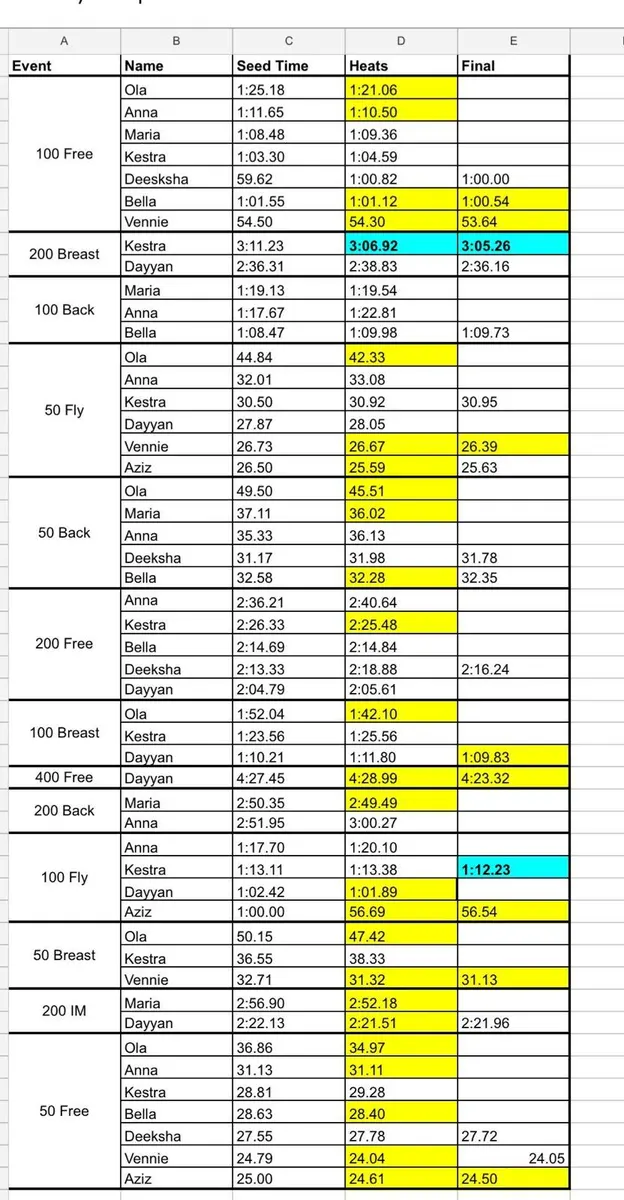 A B C D E
Event Name Seed Time Heats Final
100 Free
Ola 1:25.18 1:21.06
Anna 1:11.65 1:10.50
Maria 1:08.48 1:09.36
Kestra 1:03.30 1:04.59
Deesksha 59.62 1:00.82 1:00.00
Bella 1:01.55 1:01.12 1:00.54
Vennie 54.50 54.30 53.64
200 Breast
Kestra 3:11.23 3:06.92 3:05.26
Dayyan 2:36.31 2:38.83 2:36.16
100 Back
Maria 1:19.13 1:19.54
Anna 1:17.67 1:22.81
Bella 1:08.47 1:09.98 1:09.73
50 Fly
Ola 44.84 42.33
Anna 32.01 33.08
Kestra 30.50 30.92 30.95
Dayyan 27.87 28.05
Vennie 26.73 26.67 26.39
Aziz 26.50 25.59 25.63
50 Back
Ola 49.50 45.51
Maria 37.11 36.02
Anna 35.33 36.13
Deeksha 31.17 31.98 31.78
Bella 32.58 32.28 32.35
200 Free
Anna 2:36.21 2:40.64
Kestra 2:26.33 2:25.48
Bella 2:14.69 2:14.84
Deeksha 2:13.33 2:18.88 2:16.24
Dayyan 2:04.79 2:05.61
100 Breast
Ola 1:52.04 1:42.10
Kestra 1:23.56 1:25.56
Dayyan 1:10.21 1:11.80 1:09.83
400 Free Dayyan 4:27.45 4:28.99 4:23.32
200 Back
Maria 2:50.35 2:49.49
Anna 2:51.95 3:00.27
100 Fly
Anna 1:17.70 1:20.10
Kestra 1:13.11 1:13.38 1:12.23
Dayyan 1:02.42 1:01.89
Aziz 1:00.00 56.69 56.54
50 Breast
Ola 50.15 47.42
Kestra 36.55 38.33
Vennie 32.71 31.32 31.13
200 IM
Maria 2:56.90 2:52.18
Dayyan 2:22.13 2:21.51 2:21.96
50 Free
Ola 36.86 34.97
Anna 31.13 31.11
Kestra 28.81 29.28
Bella 28.63 28.40
Deeksha 27.55 27.78 27.72
Vennie 24.79 24.04 24.05
Aziz 25.00 24.61 24.50